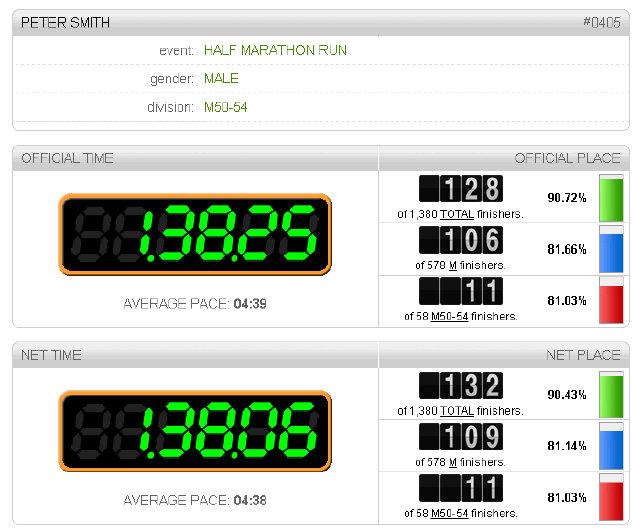 PETER SMITH #0405
event: HALF MARATHON RUN
gender: MALE
division: M50-54
OFFICIAL TIME OFFICIAL PLACE
1.38.25
AVERAGE PACE: 04:39
128 90.72%
of 1,380 TOTAL finishers.
106 81.66%
of 578 M finishers.
11 81.03%
of 58 M50-54 finishers.
NET TIME NET PLACE
1.38.06
AVERAGE PACE: 04:38
132 90.43%
of 1,380 TOTAL finishers.
109 81.14%
of 578 M finishers.
11 81.03%
of 58 M50-54 finishers.